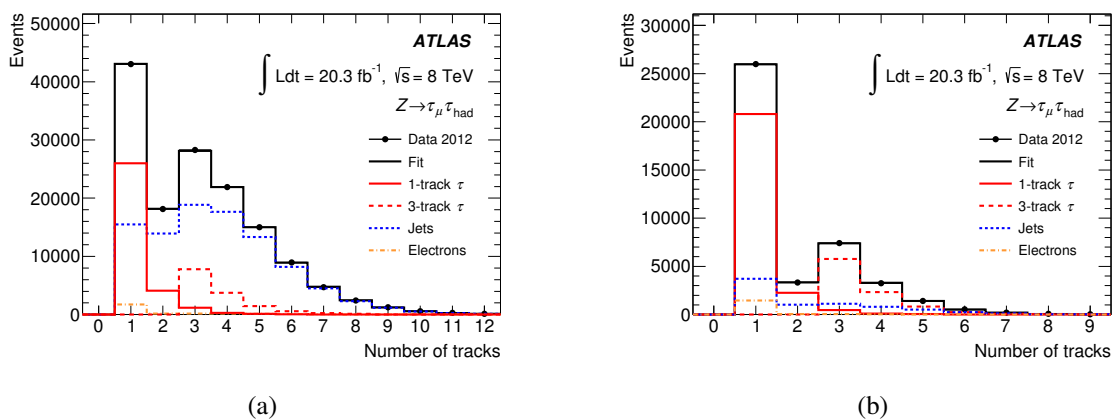 Events
50000
40000
30000
20000
10000
0
ATLAS
∫ Ldt = 20.3 fb⁻¹, √s = 8 TeV
Z→τμτhad
Data 2012
Fit
1-track τ
3-track τ
Jets
Electrons
0 1 2 3 4 5 6 7 8 9 10 11 12
Number of tracks
(a)
Events
30000
25000
20000
15000
10000
5000
0
ATLAS
∫ Ldt = 20.3 fb⁻¹, √s = 8 TeV
Z→τμτhad
Data 2012
Fit
1-track τ
3-track τ
Jets
Electrons
0 1 2 3 4 5 6 7 8 9
Number of tracks
(b)